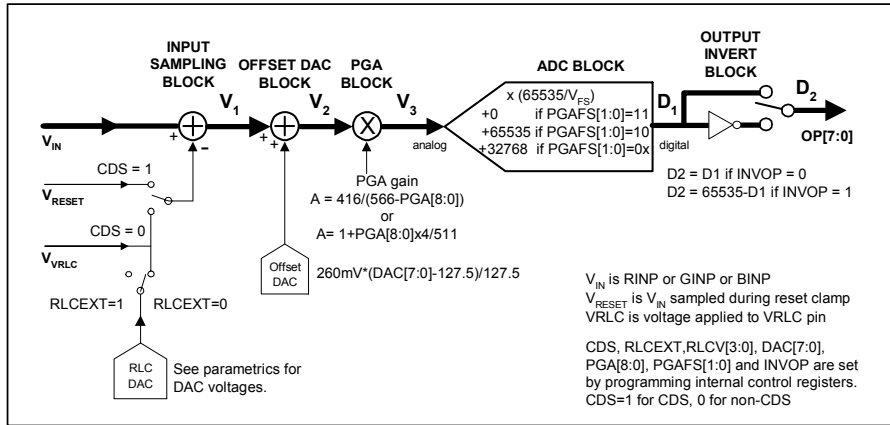 INPUT
SAMPLING
BLOCK
OFFSET DAC
BLOCK
PGA
BLOCK
ADC BLOCK
OUTPUT
INVERT
BLOCK
V1
V2
V3
x (65535/VFS)
+0 if PGAFS[1:0]=11
+65535 if PGAFS[1:0]=10
+32768 if PGAFS[1:0]=0x
D1
D2
VIN
+
+
-
+
+
X
analog
digital
OP[7:0]
CDS = 1
VRESET
CDS = 0
VVRLC
RLCEXT=1
RLCEXT=0
RLC
DAC
See parametrics for
DAC voltages.
PGA gain
A = 416/(566-PGA[8:0])
or
A= 1+PGA[8:0]x4/511
Offset
DAC
260mV*(DAC[7:0]-127.5)/127.5
D2 = D1 if INVOP = 0
D2 = 65535-D1 if INVOP = 1
VIN is RINP or GINP or BINP
VRESET is VIN sampled during reset clamp
VRLC is voltage applied to VRLC pin
CDS, RLCEXT,RLCV[3:0], DAC[7:0],
PGA[8:0], PGAFS[1:0] and INVOP are set
by programming internal control registers.
CDS=1 for CDS, 0 for non-CDS